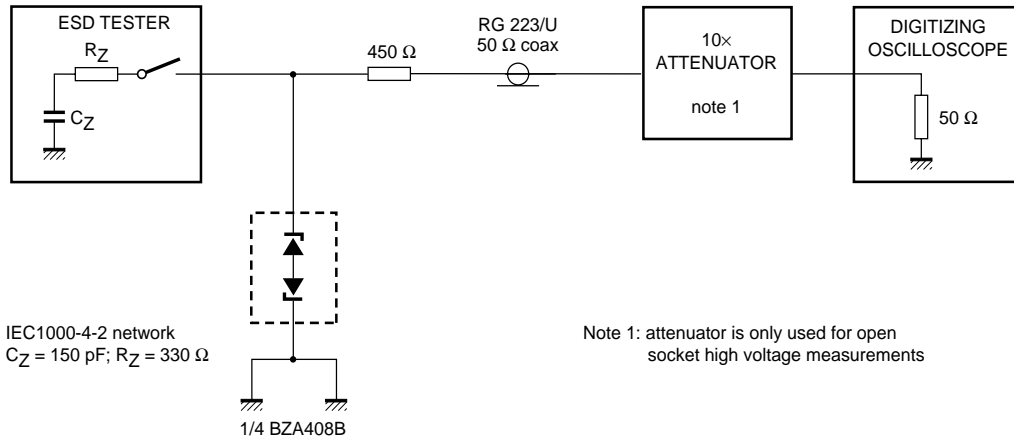 ESD TESTER
RZ
CZ
450 Ω
RG 223/U
50 Ω coax
10×
ATTENUATOR
note 1
DIGITIZING
OSCILLOSCOPE
50 Ω
IEC1000-4-2 network
CZ = 150 pF; RZ = 330 Ω
1/4 BZA408B
Note 1: attenuator is only used for open
socket high voltage measurements